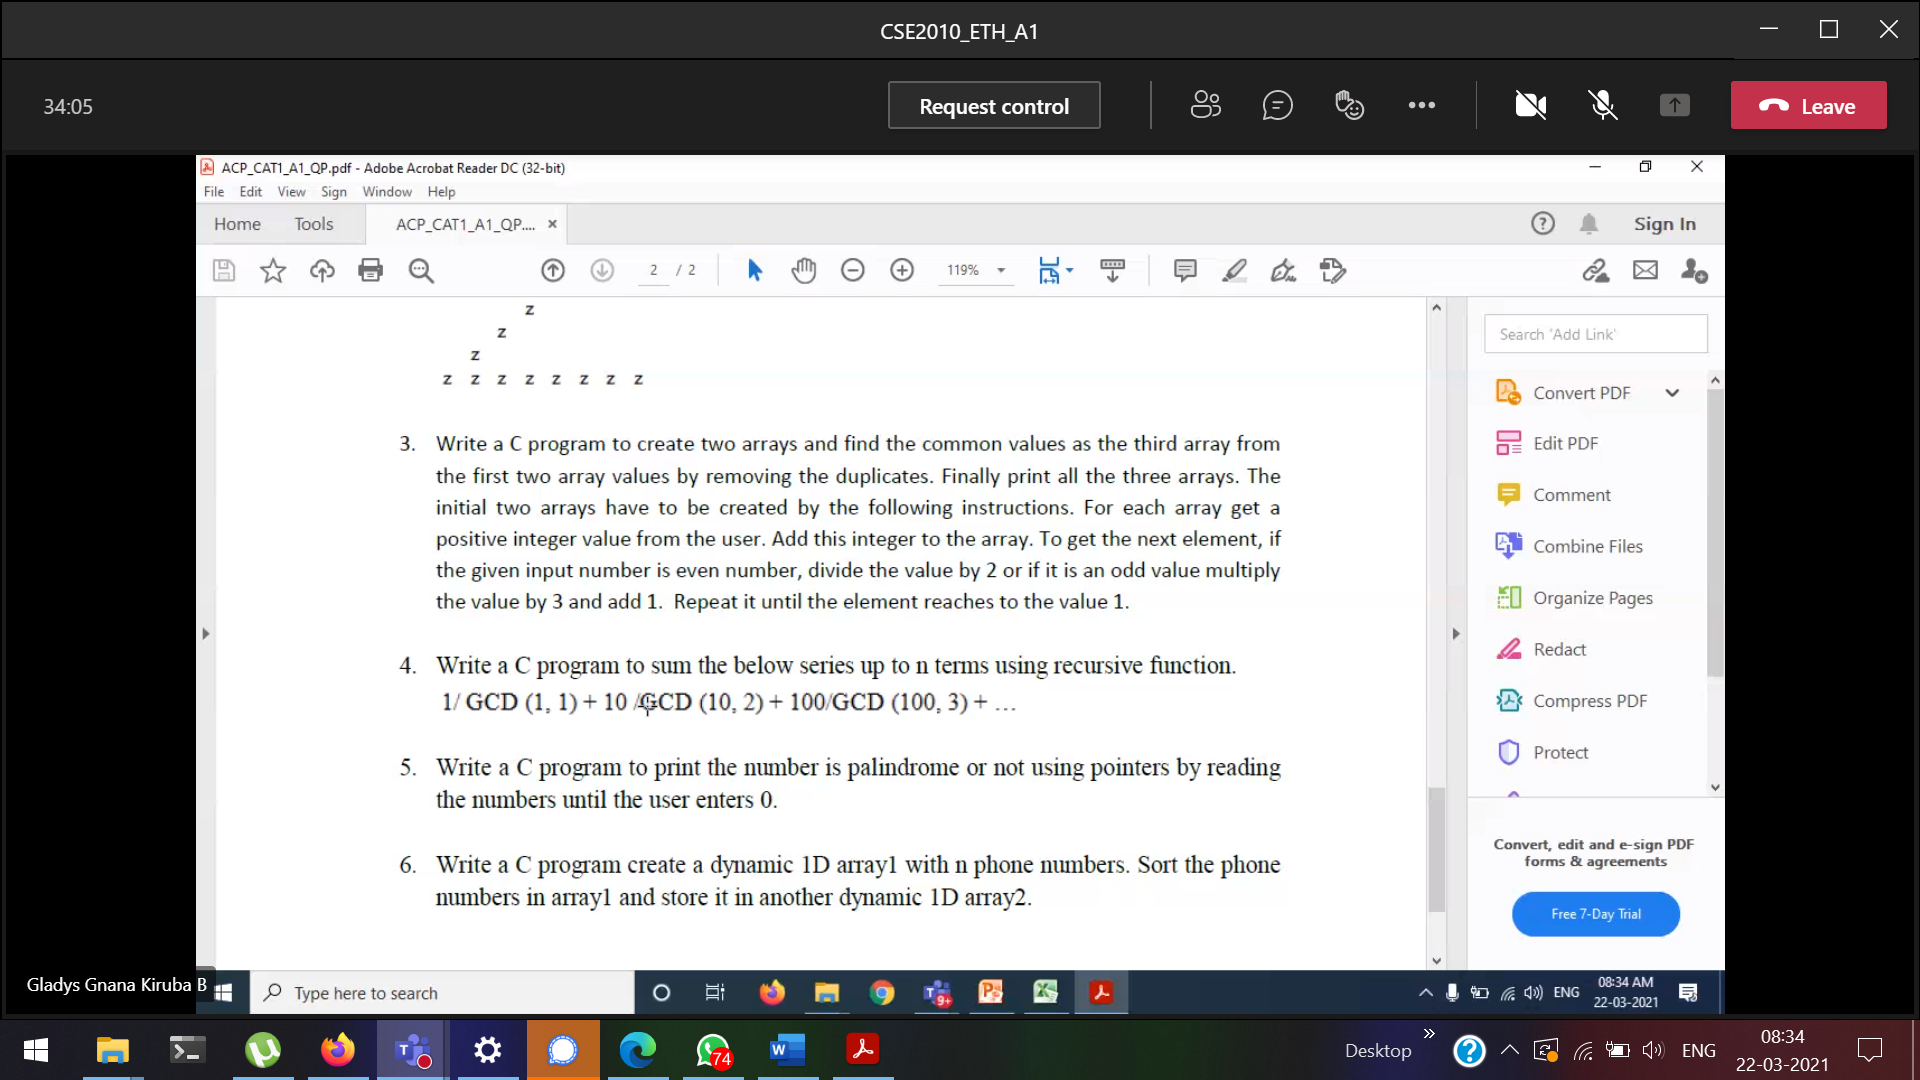 CSE2010_ETH_A1
34:05
Request control
Leave
ACP_CAT1_A1_QP.pdf - Adobe Acrobat Reader DC (32-bit)
File Edit View Sign Window Help
Home Tools ACP_CAT1_A1_QP.... ×
Sign In
2 / 2
119%
z
z
z
z z z z z z z z
3. Write a C program to create two arrays and find the common values as the third array from
the first two array values by removing the duplicates. Finally print all the three arrays. The
initial two arrays have to be created by the following instructions. For each array get a
positive integer value from the user. Add this integer to the array. To get the next element, if
the given input number is even number, divide the value by 2 or if it is an odd value multiply
the value by 3 and add 1. Repeat it until the element reaches to the value 1.
4. Write a C program to sum the below series up to n terms using recursive function.
1/ GCD (1, 1) + 10 /GCD (10, 2) + 100/GCD (100, 3) + …
5. Write a C program to print the number is palindrome or not using pointers by reading
the numbers until the user enters 0.
6. Write a C program create a dynamic 1D array1 with n phone numbers. Sort the phone
numbers in array1 and store it in another dynamic 1D array2.
Search 'Add Link'
Convert PDF
Edit PDF
Comment
Combine Files
Organize Pages
Redact
Compress PDF
Protect
Convert, edit and e-sign PDF
forms & agreements
Free 7-Day Trial
Gladys Gnana Kiruba B
Type here to search
9+
ENG
08:34 AM
22-03-2021
74
Desktop
ENG
08:34
22-03-2021